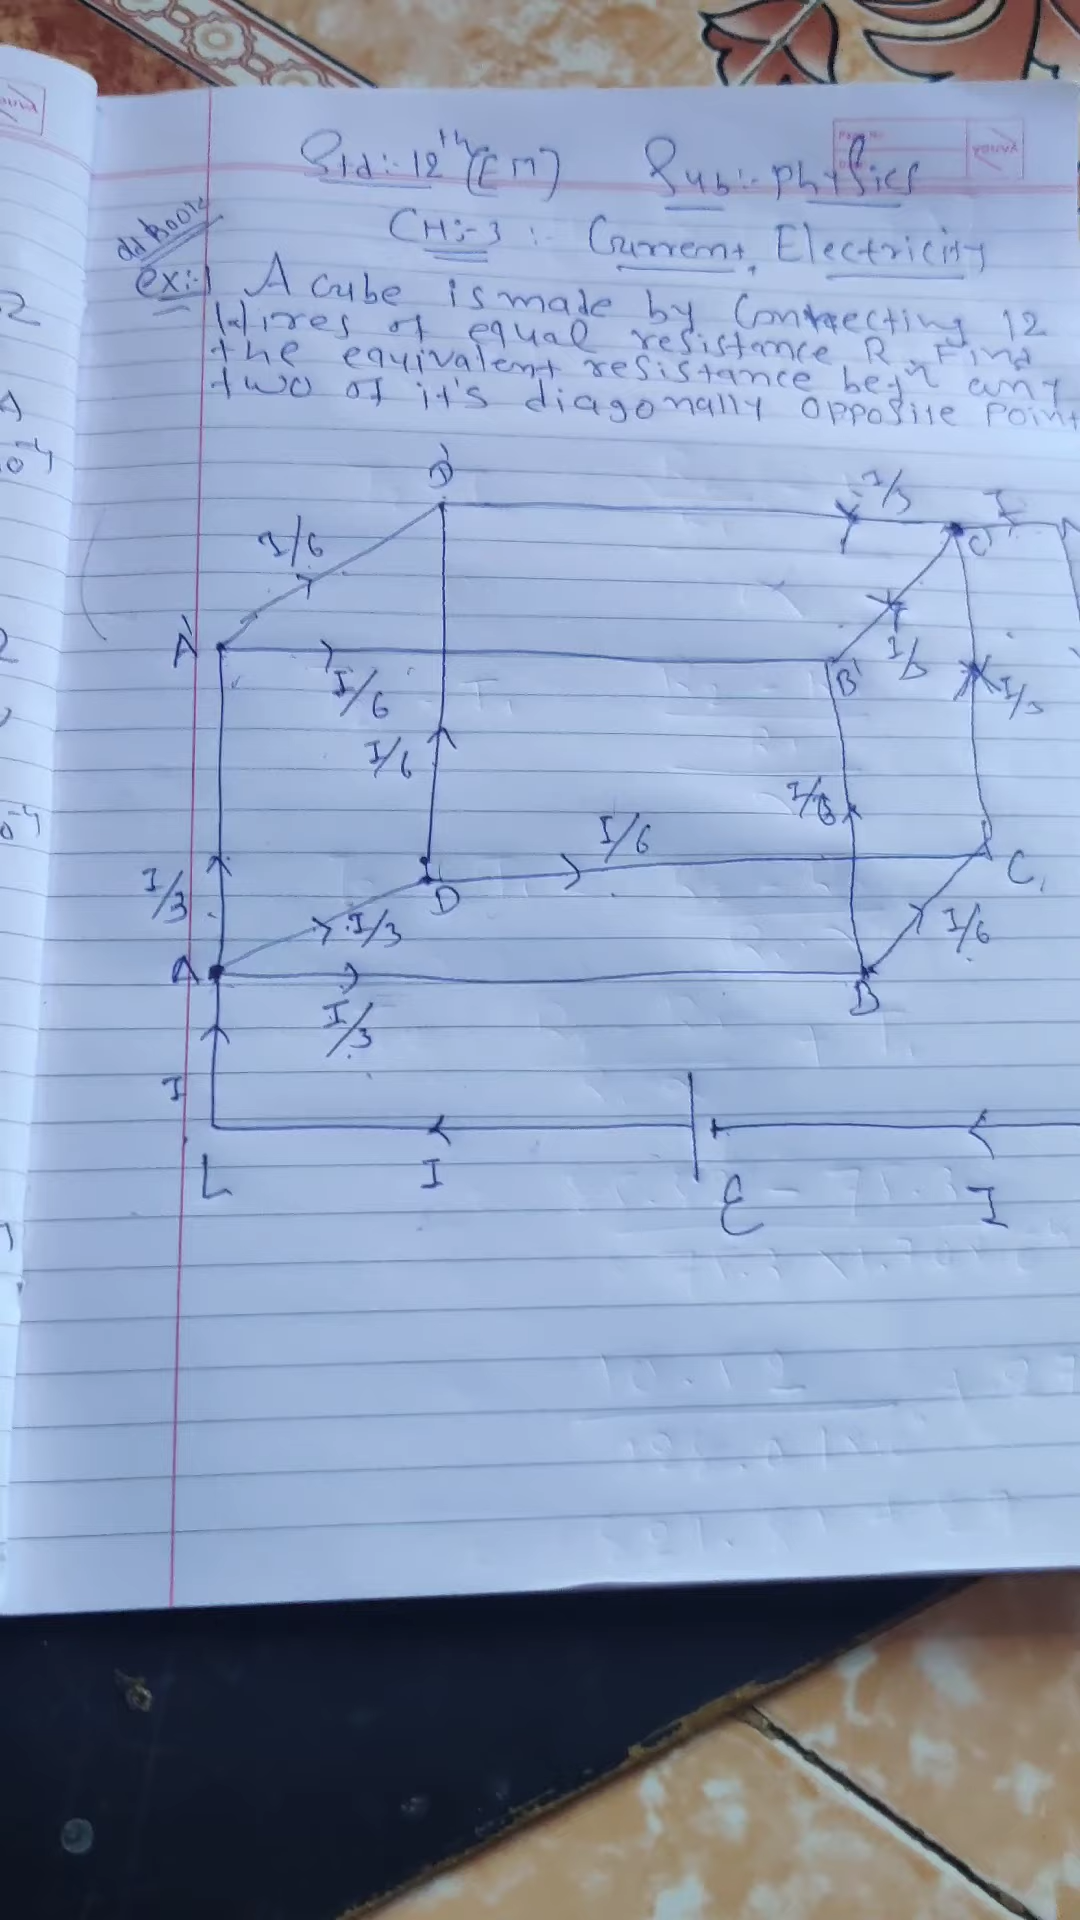 Std:- 12th (EM) Sub:- Physics
CH:-3 :- Current Electricity
ex:-1 A cube is made by Connecting 12
Wires of equal resistance R. Find
the equivalent resistance betn any
two of it's diagonally opposite point
D'
I/3
I
C'
I/6
A'
I/6
B'
I/3
I/3
I/6
I/6
I/6
C
I/3
D
I/3
I/6
A
B
I/3
I
L
I
ε
I